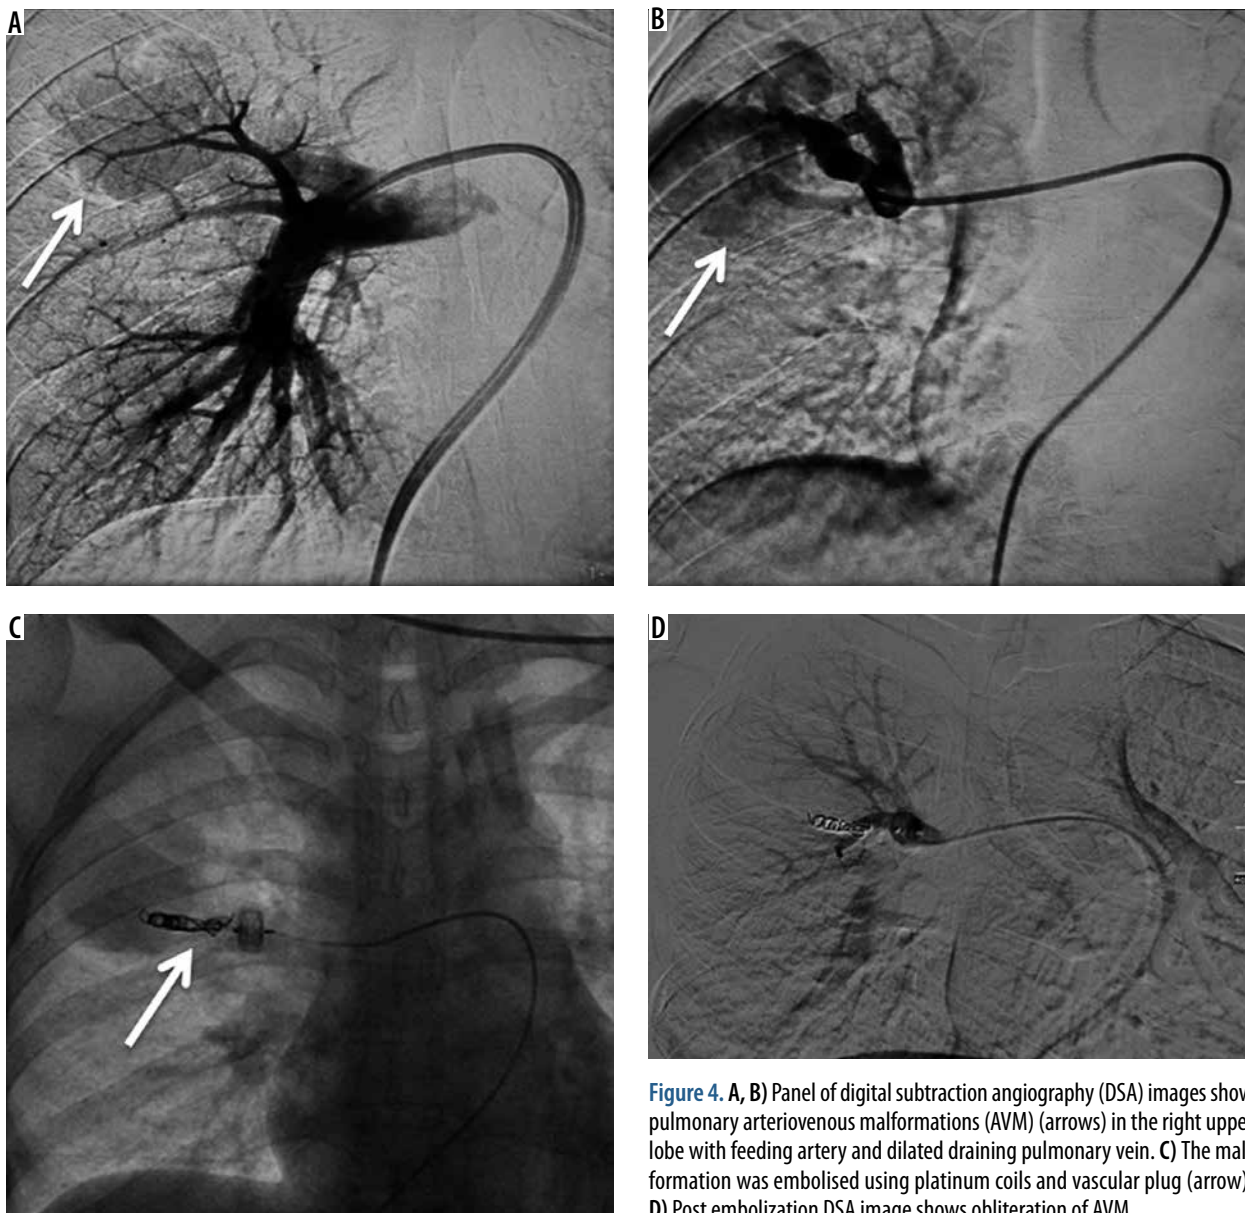 A
B
C
D
Figure 4. A, B) Panel of digital subtraction angiography (DSA) images show
pulmonary arteriovenous malformations (AVM) (arrows) in the right uppe
lobe with feeding artery and dilated draining pulmonary vein. C) The mal
formation was embolised using platinum coils and vascular plug (arrow)
D) Post embolization DSA image shows obliteration of AVM